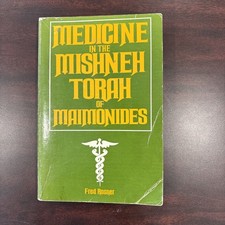 MEDICINE
IN THE
MISHNEH
TORAH
OF
MAIMONIDES
Fred Rosner